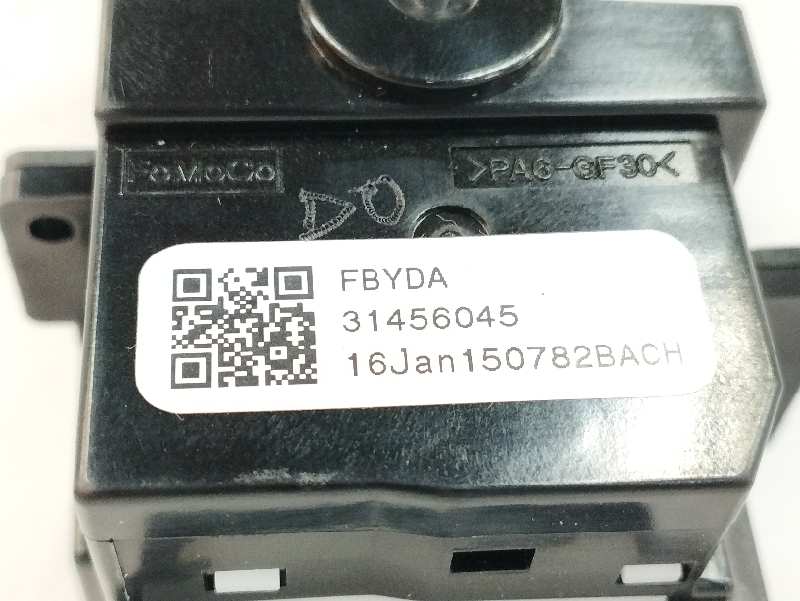 FoMoCo
>PA6-GF30<
FBYDA
31456045
16Jan150782BACH